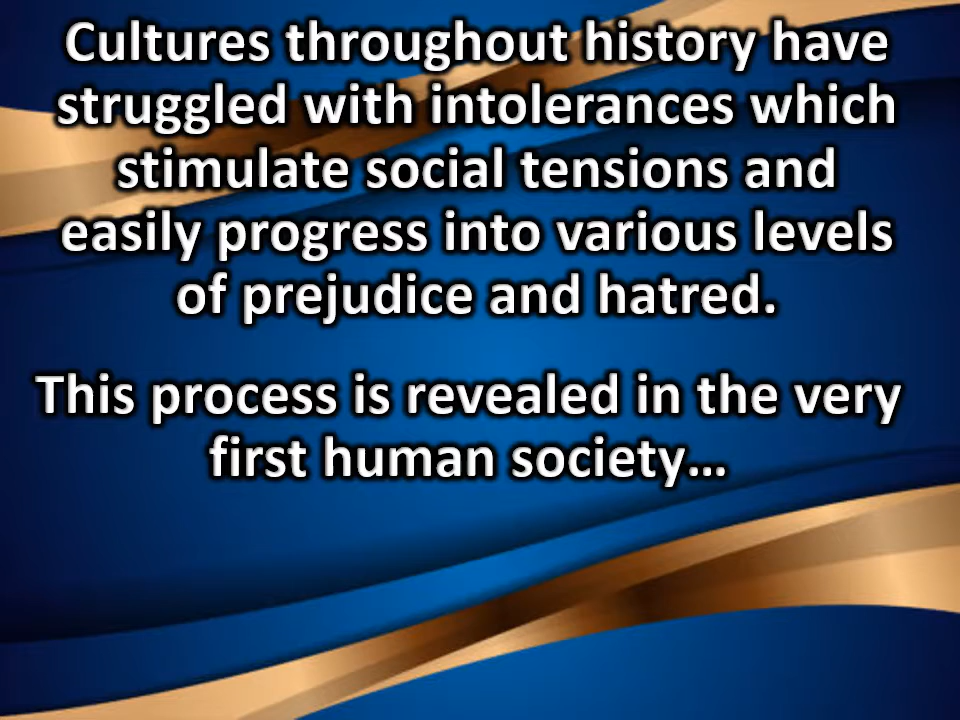 Cultures throughout history have
struggled with intolerances which
stimulate social tensions and
easily progress into various levels
of prejudice and hatred.
This process is revealed in the very
first human society…